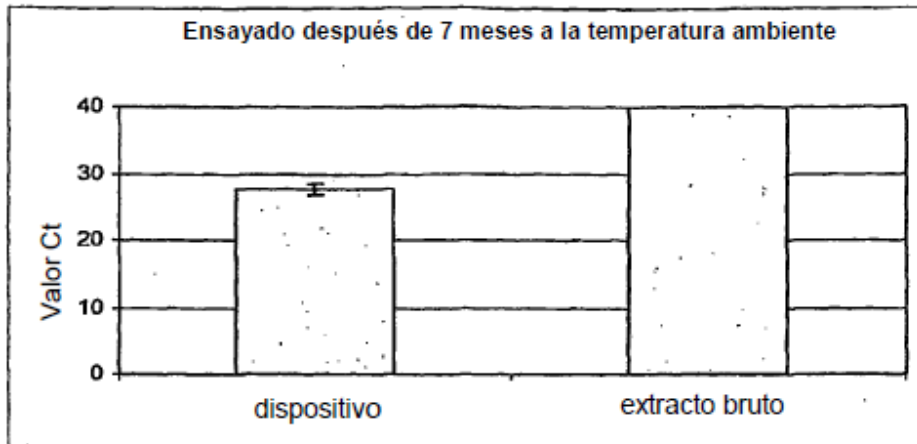 Ensayado después de 7 meses a la temperatura ambiente
40
30
20
10
0
Valor Ct
dispositivo
extracto bruto